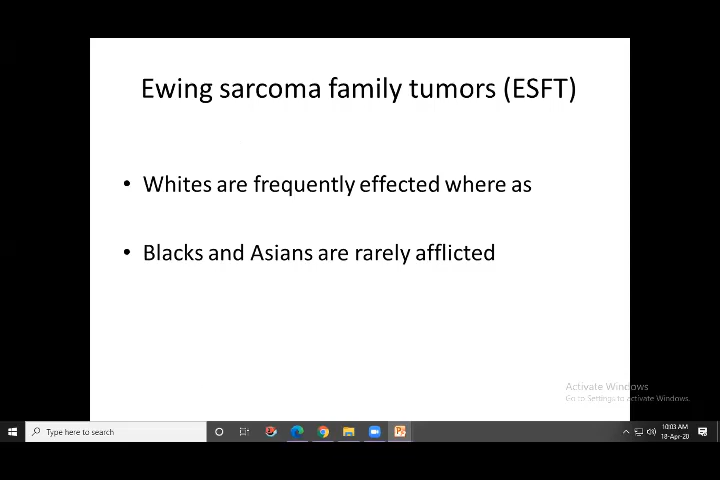 Ewing sarcoma family tumors (ESFT)
• Whites are frequently effected where as
• Blacks and Asians are rarely afflicted
Activate Windows
Go to Settings to activate Windows.
Type here to search
10:03 AM
18-Apr-20